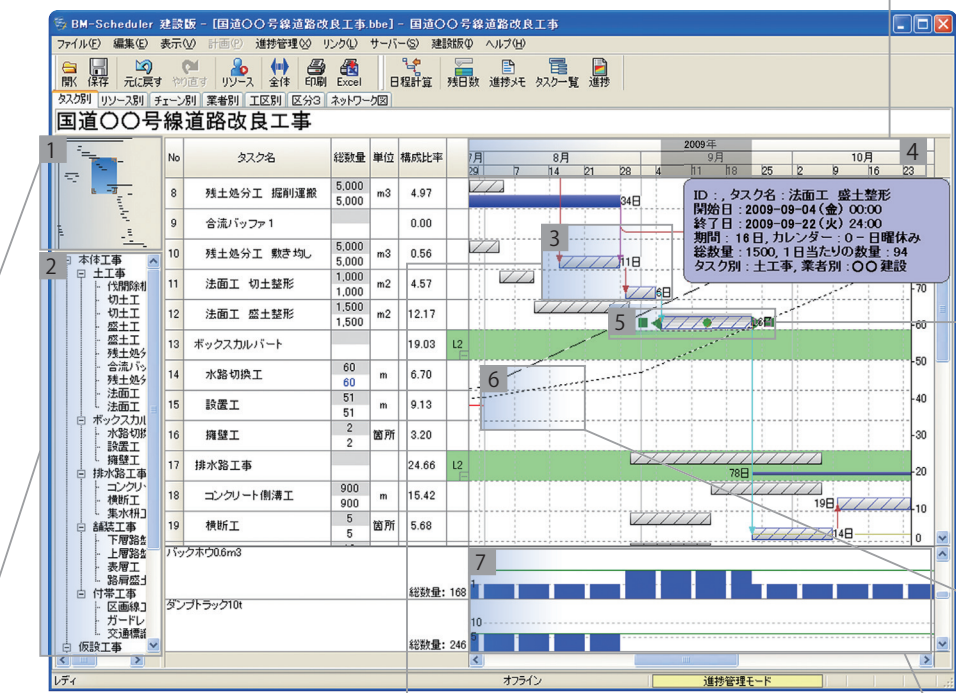 BM-Scheduler 建設版 - [国道〇〇号線道路改良工事.bbe] - 国道〇〇号線道路改良工事
ファイル(F) 編集(E) 表示(V) 計画(P) 進捗管理(X) リンク(L) サーバー(S) 建設版(I) ヘルプ(H)
開く 保存 元に戻す やり直す リソース 全体 印刷 Excel 日程計算 残日数 進捗メモ タスク一覧 進捗
タスク別 リソース別 チェーン別 業者別 工区別 区分3 ネットワーク図
国道〇〇号線道路改良工事
1
2
本体工事
土工事
伐開除根
切土工
切土工
盛土工
盛土工
残土処分
合流バッ
残土処分
法面工
法面工
ボックスカル
水路切換
設置工
擁壁工
排水路工事
コンクリー
横断工
集水桝工
舗装工事
下層路盤
上層路盤
表層工
路肩盛土
付帯工事
区画線工
ガードレ
交通標識
仮設工事
No タスク名 総数量 単位 構成比率
8 残土処分工 掘削運搬 5,000 5,000 m3 4.97
9 合流バッファ1 0.00
10 残土処分工 敷き均し 5,000 5,000 m3 0.56
11 法面工 切土整形 1,000 1,000 m2 4.57
12 法面工 盛土整形 1,500 1,500 m2 12.17
13 ボックスカルバート 19.03 L2
14 水路切換工 60 60 m 6.70
15 設置工 51 51 m 9.13
16 擁壁工 2 2 箇所 3.20
17 排水路工事 24.66 L2
18 コンクリート側溝工 900 900 m 15.42
19 横断工 5 5 箇所 5.68
2009年
7月 8月 9月 10月
29 7 14 21 28 4 11 18 25 2 9 16 23
4
ID:, タスク名:法面工 盛土整形
開始日:2009-09-04(金) 00:00
終了日:2009-09-22(火) 24:00
期間:16日, カレンダー:0-日曜休み
総数量:1500, 1日当たりの数量:94
タスク別:土工事, 業者別:〇〇建設
34日
3
11日
6日
5
6
78日
19日
14日
70
60
50
40
30
20
10
0
バックホウ0.6m3
総数量: 168
ダンプトラック10t
総数量: 246
7
1
10
5
レディ オフライン 進捗管理モード